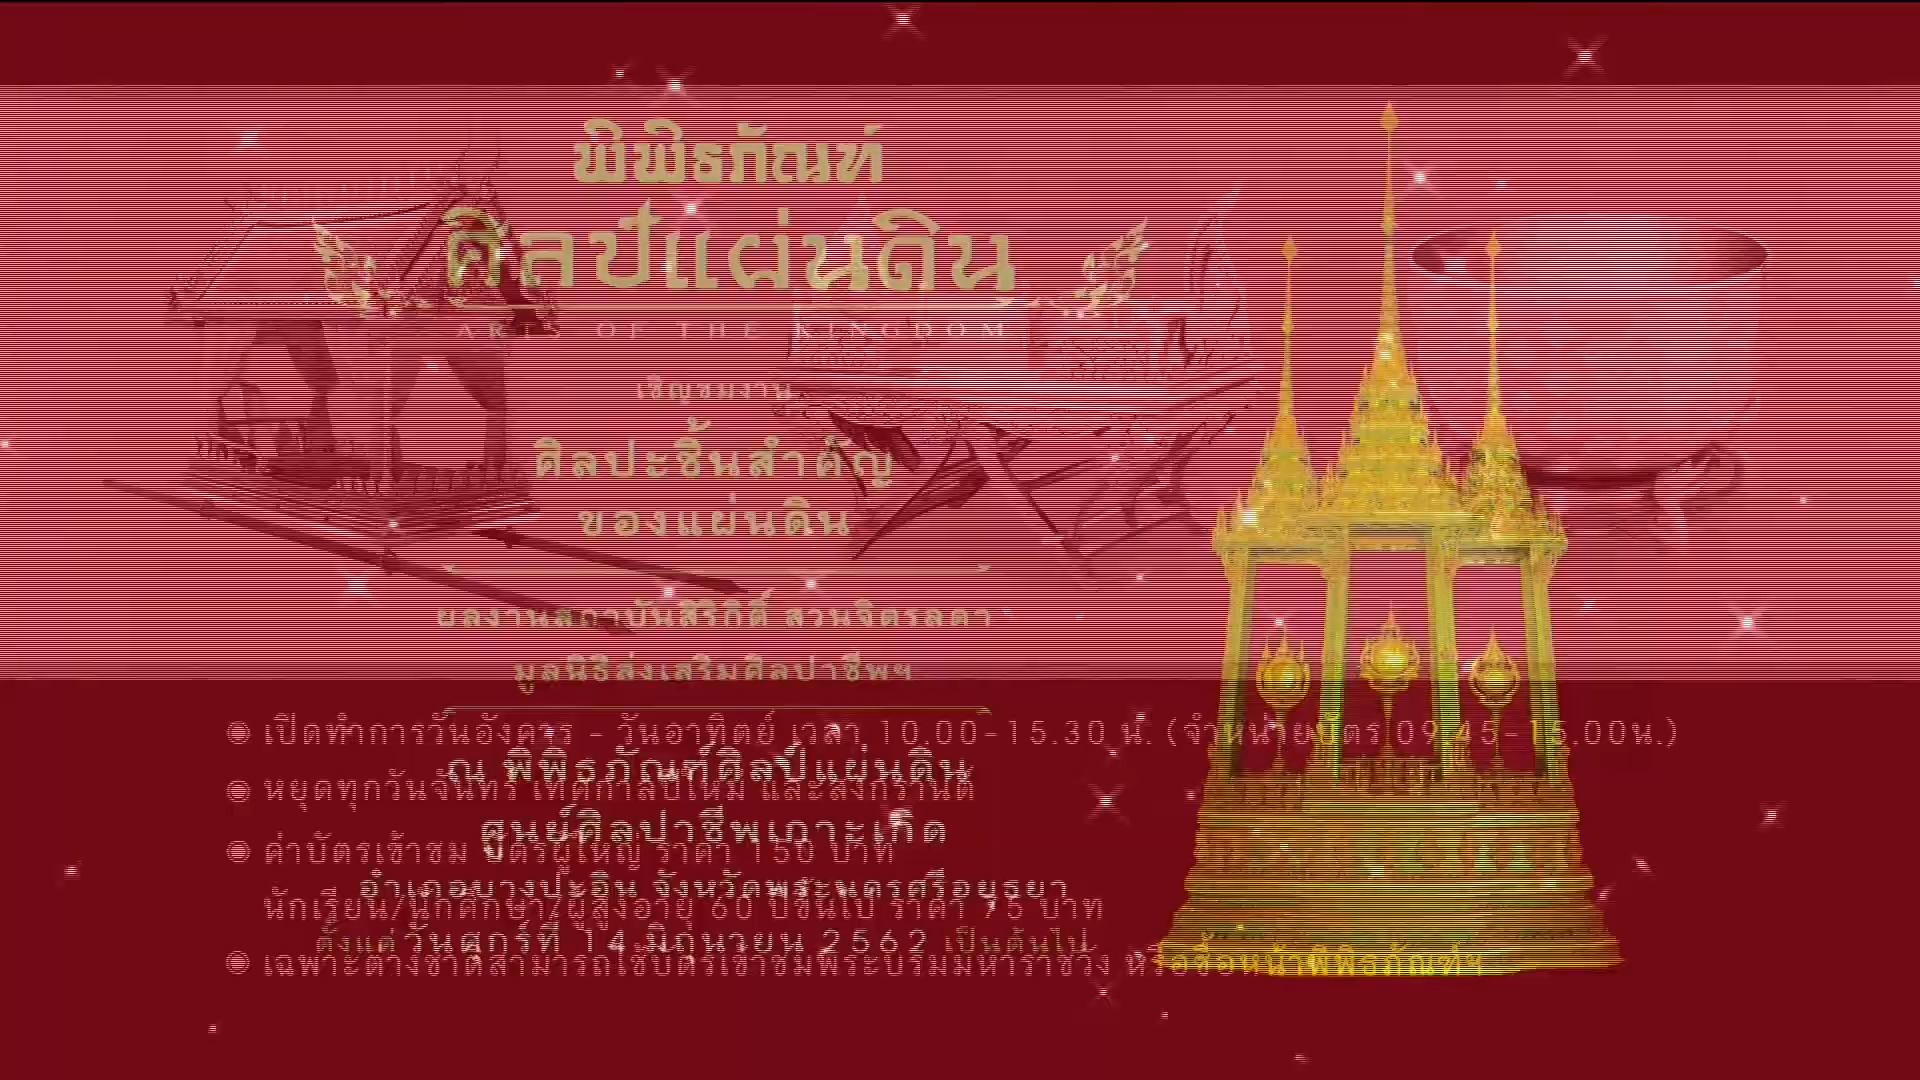 พิพิธภัณฑ์
ศิลป์แผ่นดิน
ARTS OF THE KINGDOM
เชิญชมงาน
ศิลปะชิ้นสำคัญ
ของแผ่นดิน
ผลงานสถาบันสิริกิติ์ สวนจิตรลดา
มูลนิธิส่งเสริมศิลปาชีพฯ
เปิดทำการวันอังคาร - วันอาทิตย์ เวลา 10.00-15.30 น. (จำหน่ายบัตร 09.45-15.00น.)
ณ พิพิธภัณฑ์ศิลป์แผ่นดิน
หยุดทุกวันจันทร์ เทศกาลปีใหม่ และสงกรานต์
ศูนย์ศิลปาชีพเกาะเกิด
ค่าบัตรเข้าชม บัตรผู้ใหญ่ ราคา 150 บาท
อำเภอบางปะอิน จังหวัดพระนครศรีอยุธยา
นักเรียน/นักศึกษา/ผู้สูงอายุ 60 ปีขึ้นไป ราคา 75 บาท
ตั้งแต่วันศุกร์ที่ 14 มิถุนายน 2562 เป็นต้นไป
เฉพาะต่างชาติสามารถใช้บัตรเข้าชมพระบรมมหาราชวัง หรือซื้อหน้าพิพิธภัณฑ์ฯ